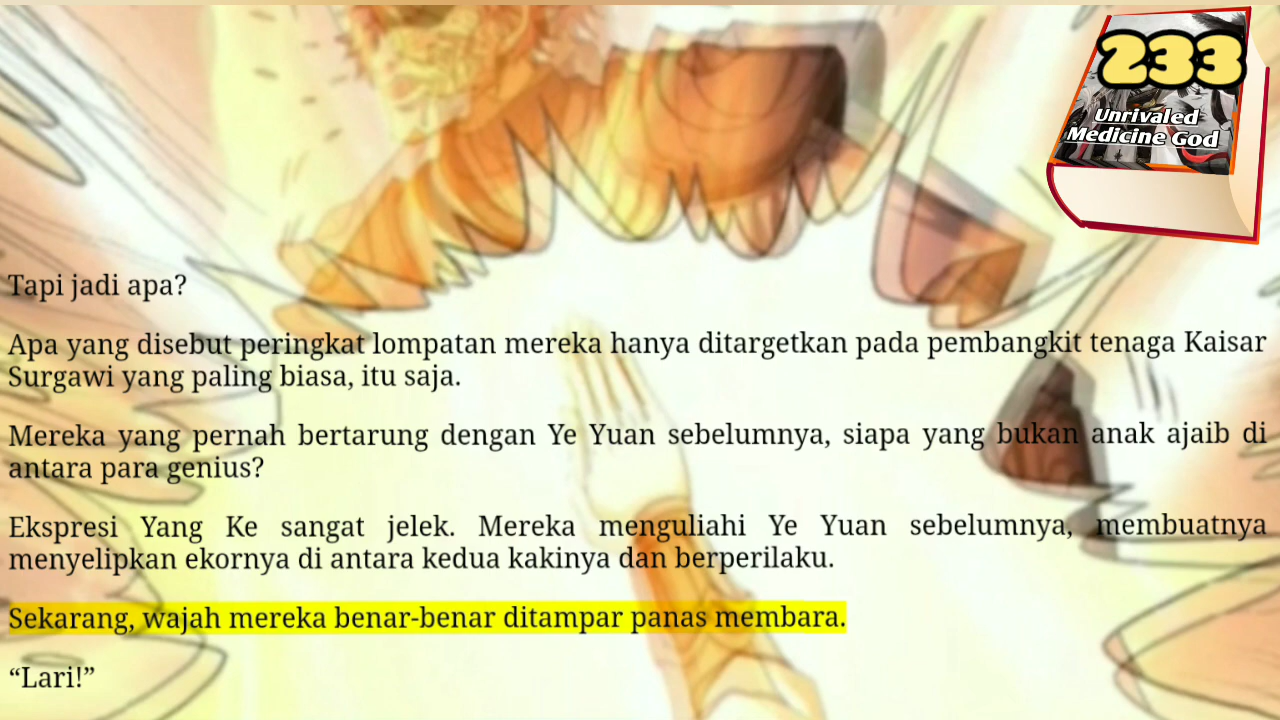 233
Unrivaled
Medicine God
Tapi jadi apa?
Apa yang disebut peringkat lompatan mereka hanya ditargetkan pada pembangkit tenaga Kaisar
Surgawi yang paling biasa, itu saja.
Mereka yang pernah bertarung dengan Ye Yuan sebelumnya, siapa yang bukan anak ajaib di
antara para genius?
Ekspresi Yang Ke sangat jelek. Mereka menguliahi Ye Yuan sebelumnya, membuatnya
menyelipkan ekornya di antara kedua kakinya dan berperilaku.
Sekarang, wajah mereka benar-benar ditampar panas membara.
“Lari!”